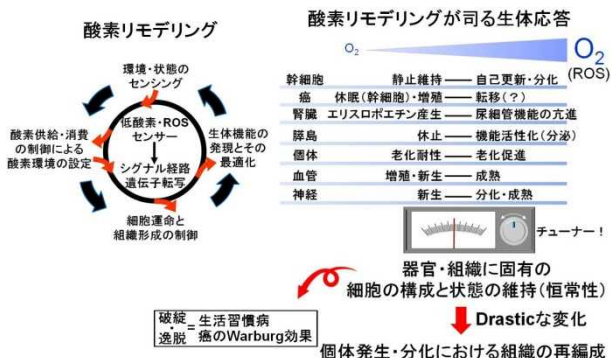 酸素リモデリング
環境・状態の
センシング
酸素供給・消費
の制御による
酸素環境の設定
低酸素・ROS
センサー
シグナル経路
遺伝子転写
生体機能の
発現とその
最適化
細胞運命と
組織形成の制御
酸素リモデリングが司る生体応答
O₂
O₂
(ROS)
幹細胞 静止維持 自己更新・分化
癌 休眠(幹細胞)・増殖 転移(?)
腎臓 エリスロポエチン産生 尿細管機能の亢進
膵島 休止 機能活性化(分泌)
個体 老化耐性 老化促進
血管 増殖・新生 成熟
神経 新生 分化・成熟
チューナー!
器官・組織に固有の
細胞の構成と状態の維持(恒常性)
破綻・逸脱 = 生活習慣病
癌のWarburg効果
Drasticな変化
個体発生・分化における組織の再編成